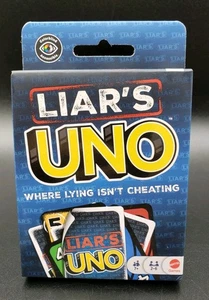 LIAR'S
UNO
WHERE LYING ISN'T CHEATING
LIAR'S
UNO